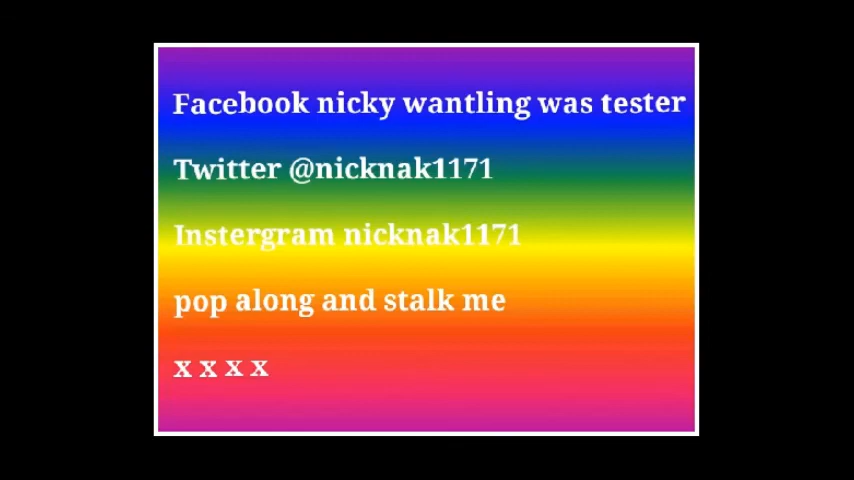 Facebook nicky wantling was tester
Twitter @nicknak1171
Instergram nicknak1171
pop along and stalk me
x x x x